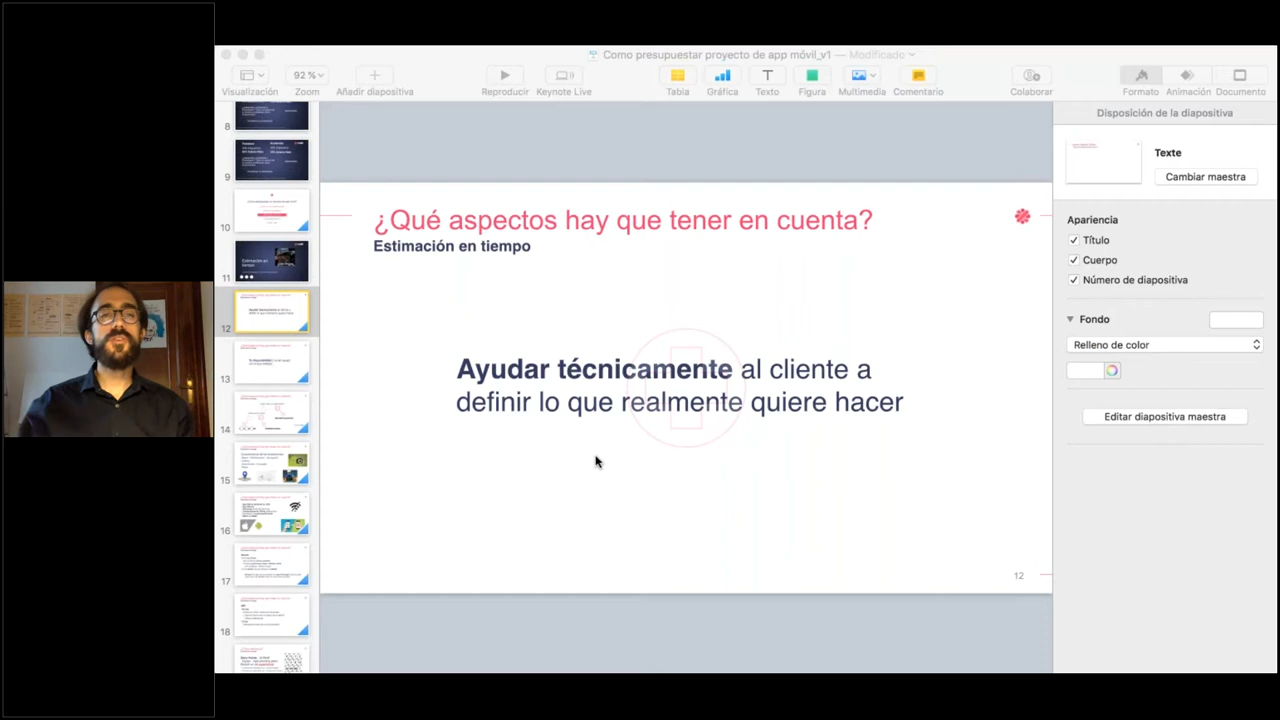 Como presupuestar proyecto de app móvil_v1 — Modificado
92 %
Visualización
Zoom
Añadir diapositiva
Reproducir
Keynote Live
Tabla
Gráfica
Texto
Figura
Multimedia
Comentario
Colaborar
Formato
Animación
Documento
8
9
10
11
Estimación en
tiempo
12
13
14
15
16
17
18
¿Qué aspectos hay que tener en cuenta?
Estimación en tiempo
Ayudar técnicamente al cliente a
definir lo que realmente quiere hacer
12
Disposición de la diapositiva
Texte
Cambiar maestra
Apariencia
Título
Cuerpo
Número de diapositiva
Fondo
Relleno de color
Editar diapositiva maestra